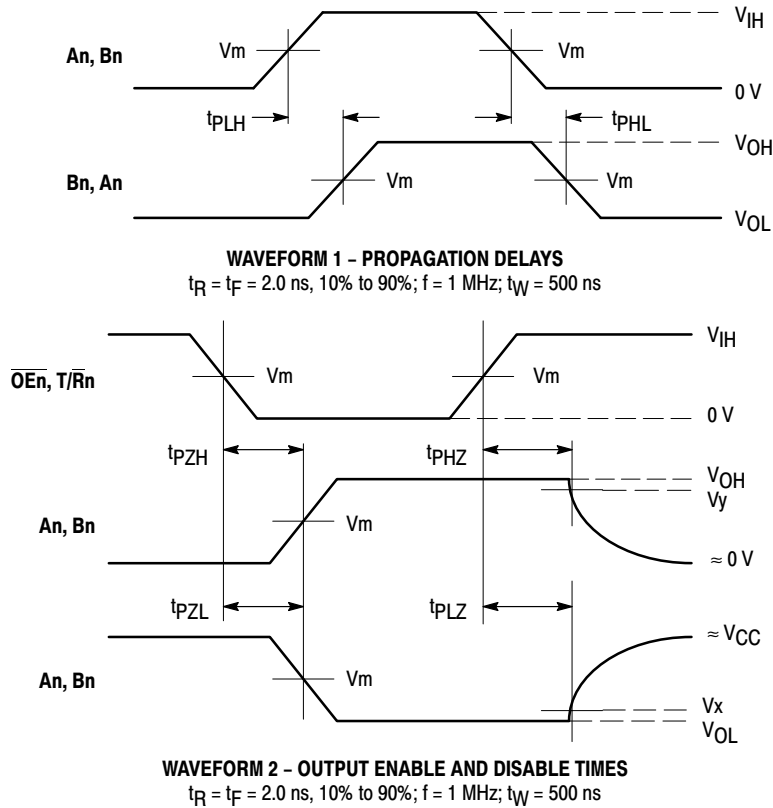 V_IH
An, Bn Vm Vm
0 V
t_PLH t_PHL
V_OH
Bn, An Vm Vm
V_OL
WAVEFORM 1 – PROPAGATION DELAYS
t_R = t_F = 2.0 ns, 10% to 90%; f = 1 MHz; t_W = 500 ns
V_IH
O̅E̅n̅, T/R̅n Vm Vm
0 V
t_PZH t_PHZ
V_OH
Vy
An, Bn Vm
≈ 0 V
t_PZL t_PLZ
≈ V_CC
An, Bn Vm
Vx
V_OL
WAVEFORM 2 – OUTPUT ENABLE AND DISABLE TIMES
t_R = t_F = 2.0 ns, 10% to 90%; f = 1 MHz; t_W = 500 ns